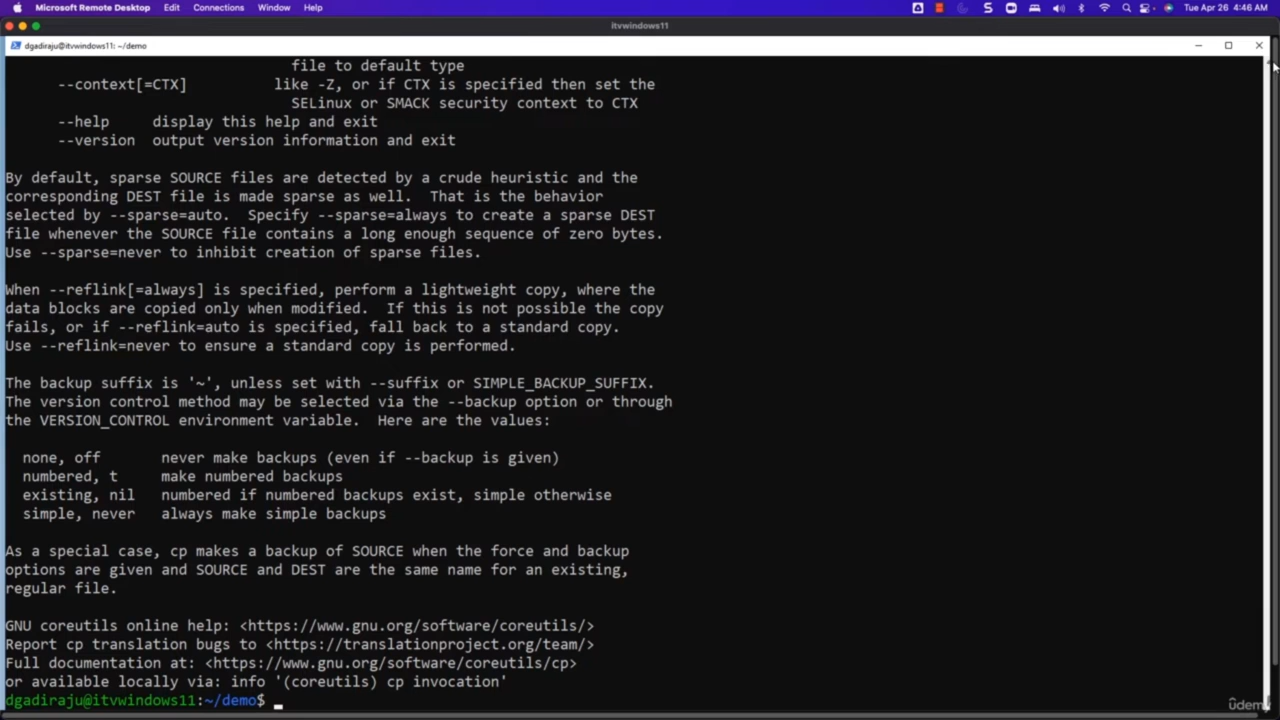 Microsoft Remote Desktop Edit Connections Window Help Tue Apr 26 4:46 AM
itvwindows11
dgadiraju@itvwindows11: ~/demo
file to default type
--context[=CTX] like -Z, or if CTX is specified then set the
SELinux or SMACK security context to CTX
--help display this help and exit
--version output version information and exit
By default, sparse SOURCE files are detected by a crude heuristic and the
corresponding DEST file is made sparse as well. That is the behavior
selected by --sparse=auto. Specify --sparse=always to create a sparse DEST
file whenever the SOURCE file contains a long enough sequence of zero bytes.
Use --sparse=never to inhibit creation of sparse files.
When --reflink[=always] is specified, perform a lightweight copy, where the
data blocks are copied only when modified. If this is not possible the copy
fails, or if --reflink=auto is specified, fall back to a standard copy.
Use --reflink=never to ensure a standard copy is performed.
The backup suffix is '~', unless set with --suffix or SIMPLE_BACKUP_SUFFIX.
The version control method may be selected via the --backup option or through
the VERSION_CONTROL environment variable. Here are the values:
none, off never make backups (even if --backup is given)
numbered, t make numbered backups
existing, nil numbered if numbered backups exist, simple otherwise
simple, never always make simple backups
As a special case, cp makes a backup of SOURCE when the force and backup
options are given and SOURCE and DEST are the same name for an existing,
regular file.
GNU coreutils online help: <https://www.gnu.org/software/coreutils/>
Report cp translation bugs to <https://translationproject.org/team/>
Full documentation at: <https://www.gnu.org/software/coreutils/cp>
or available locally via: info '(coreutils) cp invocation'
dgadiraju@itvwindows11:~/demo$
ûdemy